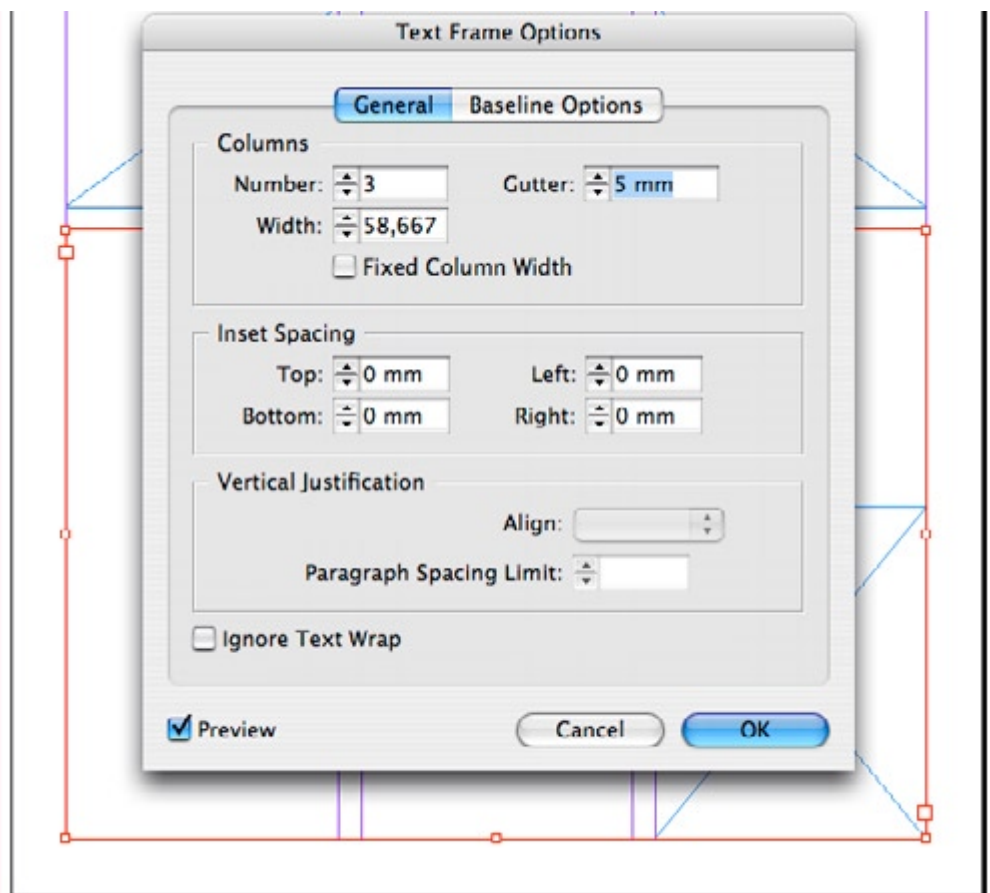 Text Frame Options
General Baseline Options
Columns
Number: 3 Gutter: 5 mm
Width: 58,667
Fixed Column Width
Inset Spacing
Top: 0 mm Left: 0 mm
Bottom: 0 mm Right: 0 mm
Vertical Justification
Align:
Paragraph Spacing Limit:
Ignore Text Wrap
Preview Cancel OK